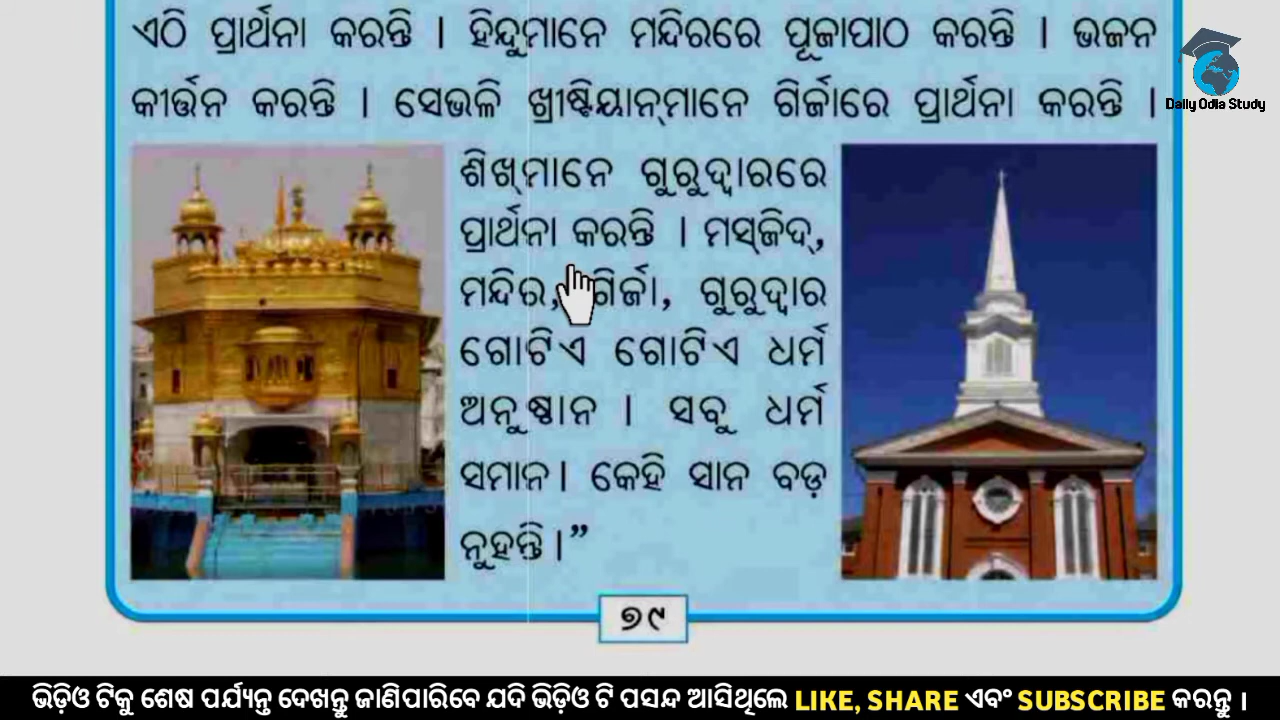 ଏଠି ପ୍ରାର୍ଥନା କରନ୍ତି । ହିନ୍ଦୁମାନେ ମନ୍ଦିରରେ ପୂଜାପାଠ କରନ୍ତି । ଭଜନ
କୀର୍ତ୍ତନ କରନ୍ତି । ସେଭଳି ଖ୍ରୀଷ୍ଟିୟାନ୍‌ମାନେ ଗିର୍ଜାରେ ପ୍ରାର୍ଥନା କରନ୍ତି ।
Daily Odia Study
ଶିଖ୍‌ମାନେ ଗୁରୁଦ୍ୱାରରେ
ପ୍ରାର୍ଥନା କରନ୍ତି । ମସ୍‌ଜିଦ୍‌,
ମନ୍ଦିର, ଗିର୍ଜା, ଗୁରୁଦ୍ୱାର
ଗୋଟିଏ ଗୋଟିଏ ଧର୍ମ
ଅନୁଷ୍ଠାନ । ସବୁ ଧର୍ମ
ସମାନ। କେହି ସାନ ବଡ଼
ନୁହନ୍ତି।”
୭୯
ଭିଡ଼ିଓ ଟିକୁ ଶେଷ ପର୍ଯ୍ୟନ୍ତ ଦେଖନ୍ତୁ ଜାଣିପାରିବେ ଯଦି ଭିଡ଼ିଓ ଟି ପସନ୍ଦ ଆସିଥିଲେ LIKE, SHARE ଏବଂ SUBSCRIBE କରନ୍ତୁ ।